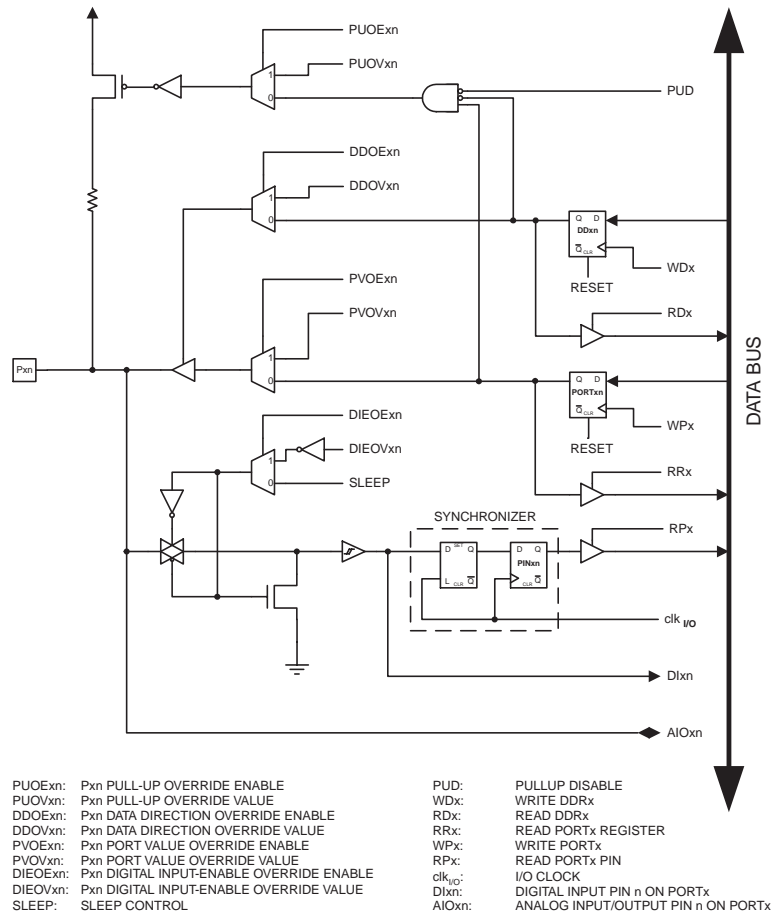 PUOExn
PUOVxn
1
0
PUD
DDOExn
DDOVxn
1
0
Q D
DDxn
Q CLR
WDx
RESET
PVOExn
PVOVxn
RDx
Pxn
1
0
Q D
PORTxn
Q CLR
WPx
RESET
DATA BUS
DIEOExn
DIEOVxn
1
0
SLEEP
RRx
SYNCHRONIZER
RPx
D SET Q
L CLR Q
D Q
PINxn
CLR Q
clk I/O
DIxn
AIOxn
PUOExn: Pxn PULL-UP OVERRIDE ENABLE
PUOVxn: Pxn PULL-UP OVERRIDE VALUE
DDOExn: Pxn DATA DIRECTION OVERRIDE ENABLE
DDOVxn: Pxn DATA DIRECTION OVERRIDE VALUE
PVOExn: Pxn PORT VALUE OVERRIDE ENABLE
PVOVxn: Pxn PORT VALUE OVERRIDE VALUE
DIEOExn: Pxn DIGITAL INPUT-ENABLE OVERRIDE ENABLE
DIEOVxn: Pxn DIGITAL INPUT-ENABLE OVERRIDE VALUE
SLEEP: SLEEP CONTROL
PUD: PULLUP DISABLE
WDx: WRITE DDRx
RDx: READ DDRx
RRx: READ PORTx REGISTER
WPx: WRITE PORTx
RPx: READ PORTx PIN
clk I/O: I/O CLOCK
DIxn: DIGITAL INPUT PIN n ON PORTx
AIOxn: ANALOG INPUT/OUTPUT PIN n ON PORTx